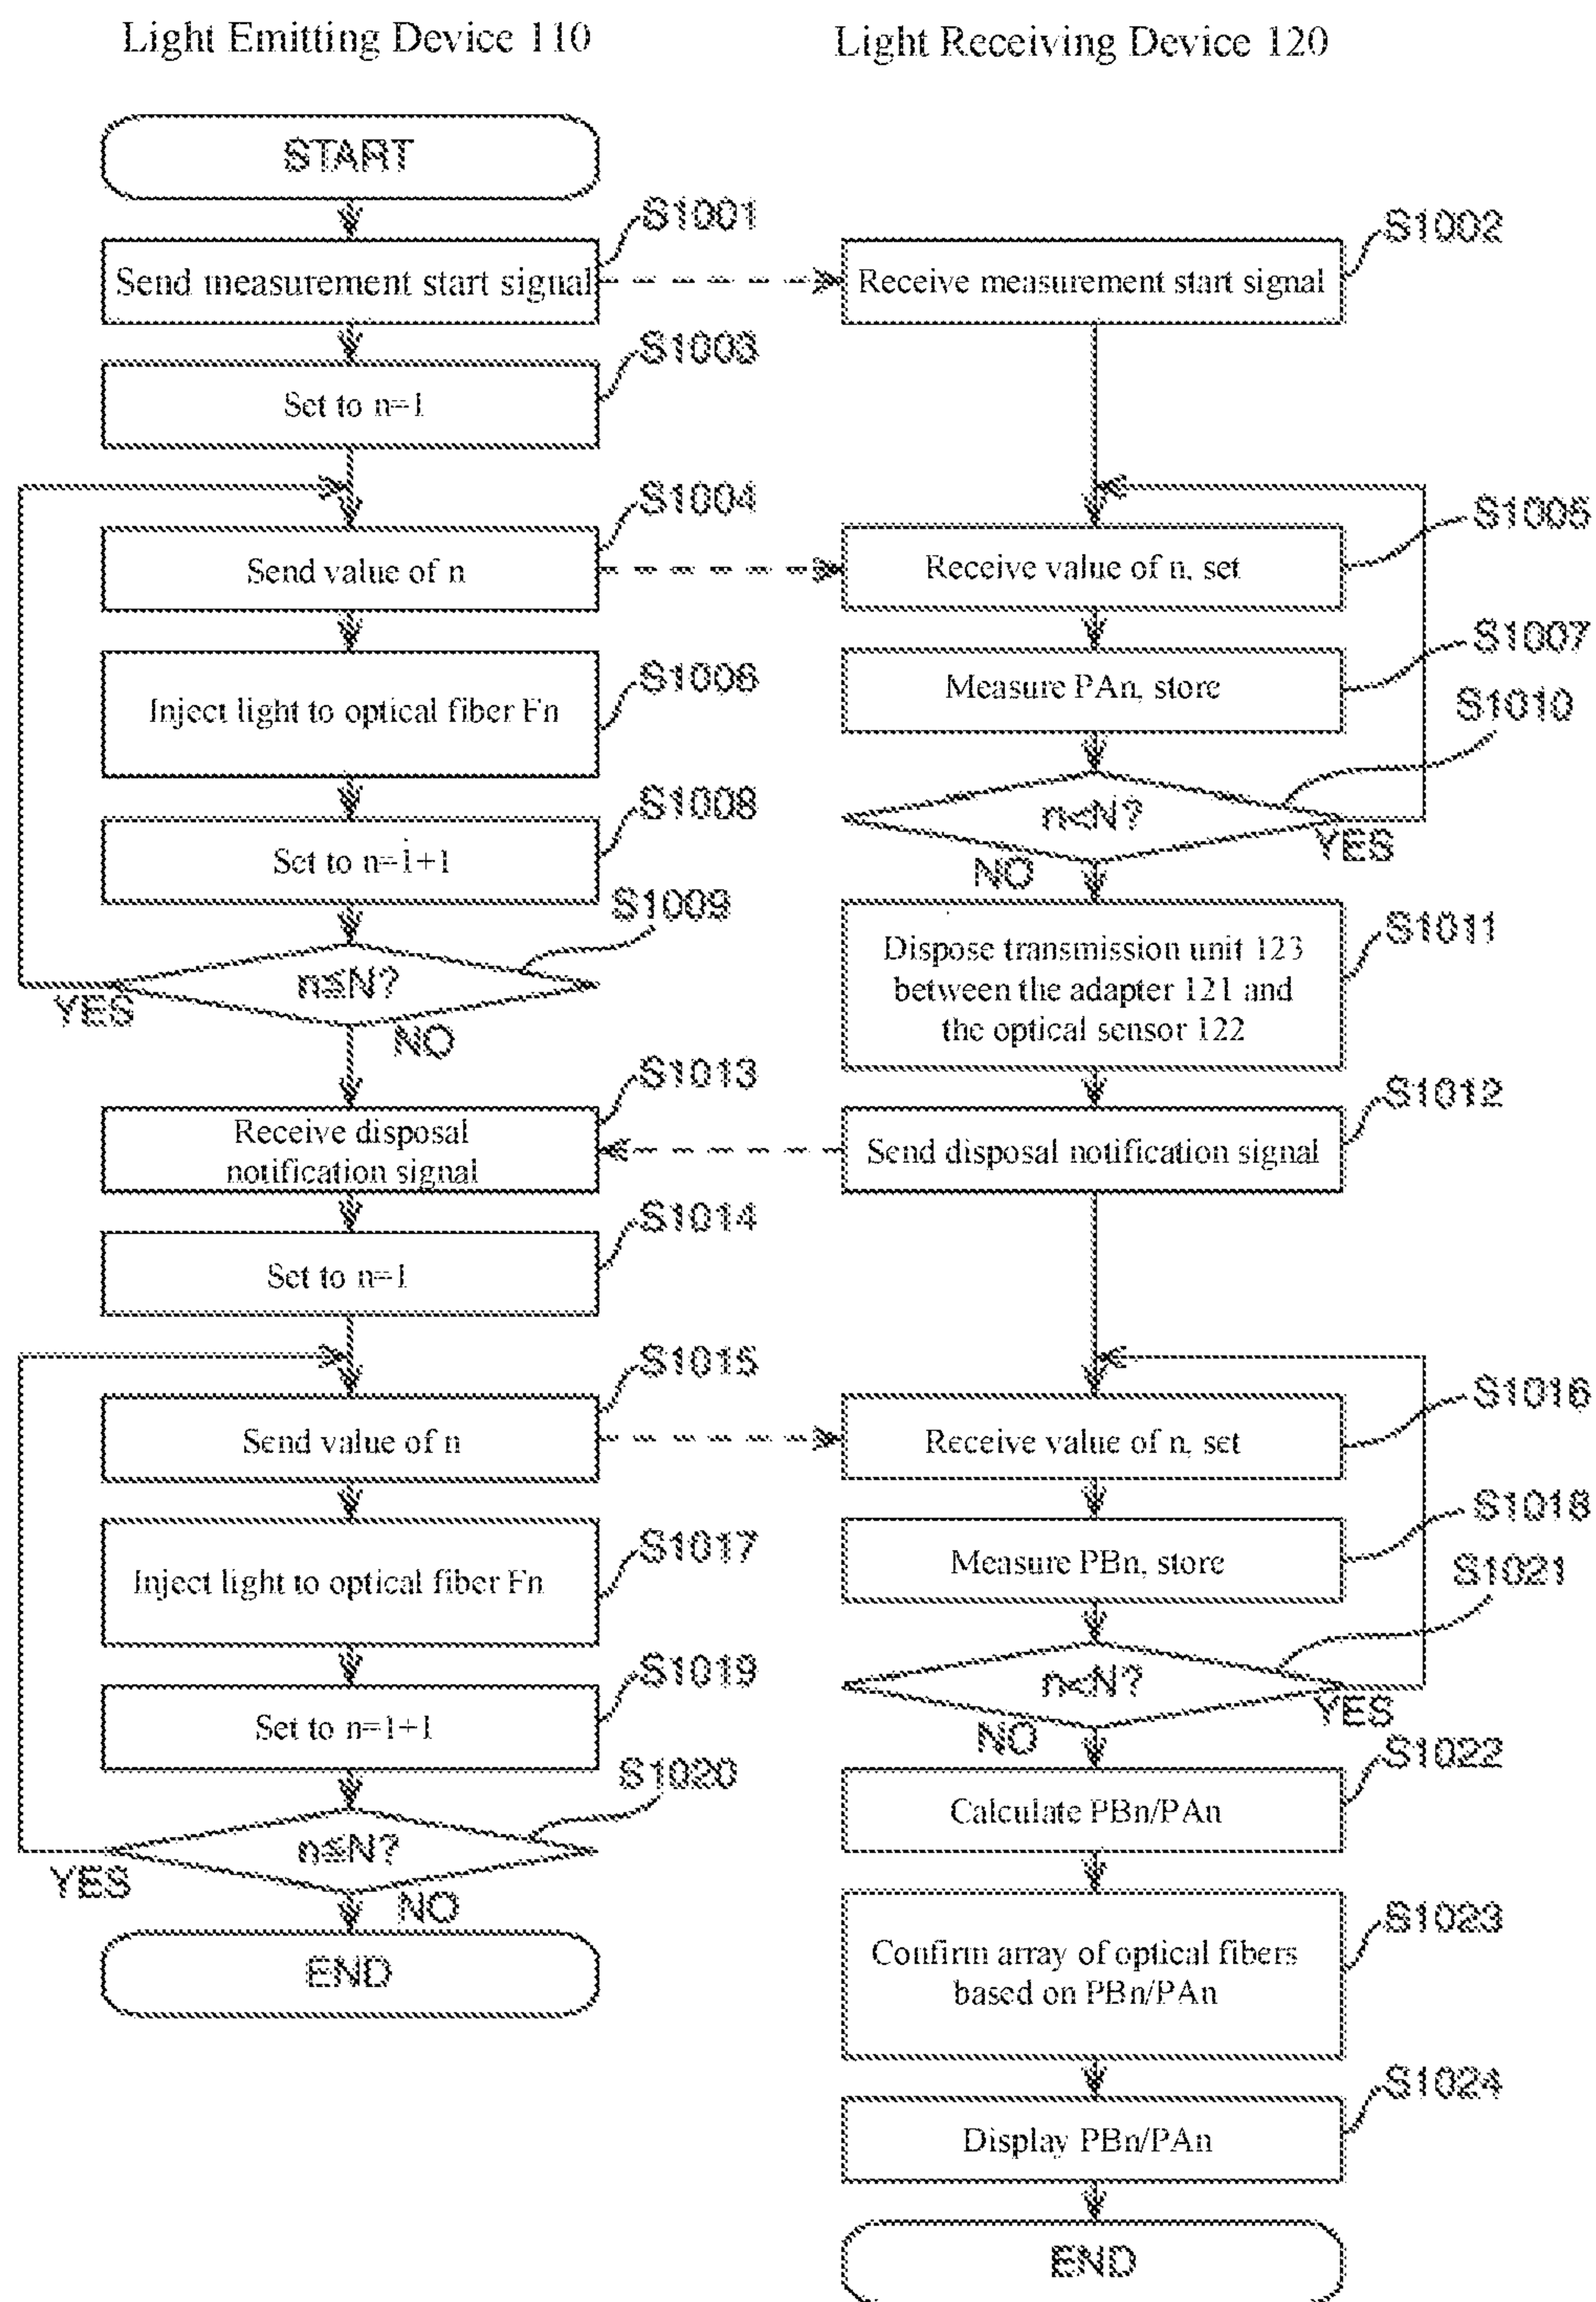 Light Emitting Device 110
Light Receiving Device 120
START
S1001
Send measurement start signal
S1002
Receive measurement start signal
S1003
Set to n=1
S1004
Send value of n
S1005
Receive value of n, set
S1006
Inject light to optical fiber Fn
S1007
Measure PAn, store
S1008
Set to n=i+1
S1010
n<N?
YES
NO
S1009
n≦N?
YES
NO
S1011
Dispose transmission unit 123
between the adapter 121 and
the optical sensor 122
S1012
Send disposal notification signal
S1013
Receive disposal
notification signal
S1014
Set to n=1
S1015
Send value of n
S1016
Receive value of n, set
S1017
Inject light to optical fiber Fn
S1018
Measure PBn, store
S1019
Set to n=1+1
S1021
n<N?
YES
NO
S1020
n≦N?
YES
NO
END
S1022
Calculate PBn/PAn
S1023
Confirm array of optical fibers
based on PBn/PAn
S1024
Display PBn/PAn
END